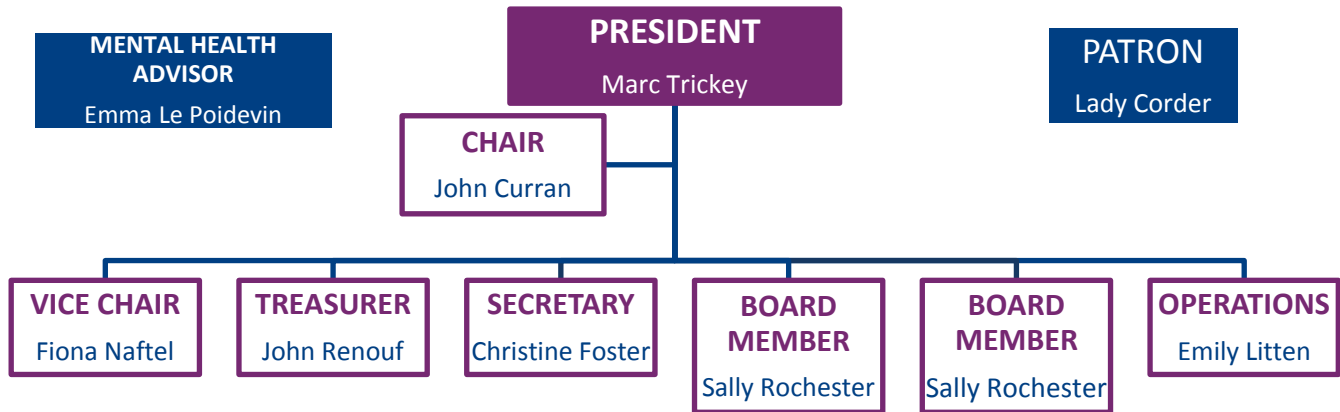 MENTAL HEALTH
ADVISOR
Emma Le Poidevin
PRESIDENT
Marc Trickey
PATRON
Lady Corder
CHAIR
John Curran
VICE CHAIR
Fiona Naftel
TREASURER
John Renouf
SECRETARY
Christine Foster
BOARD
MEMBER
Sally Rochester
BOARD
MEMBER
Sally Rochester
OPERATIONS
Emily Litten